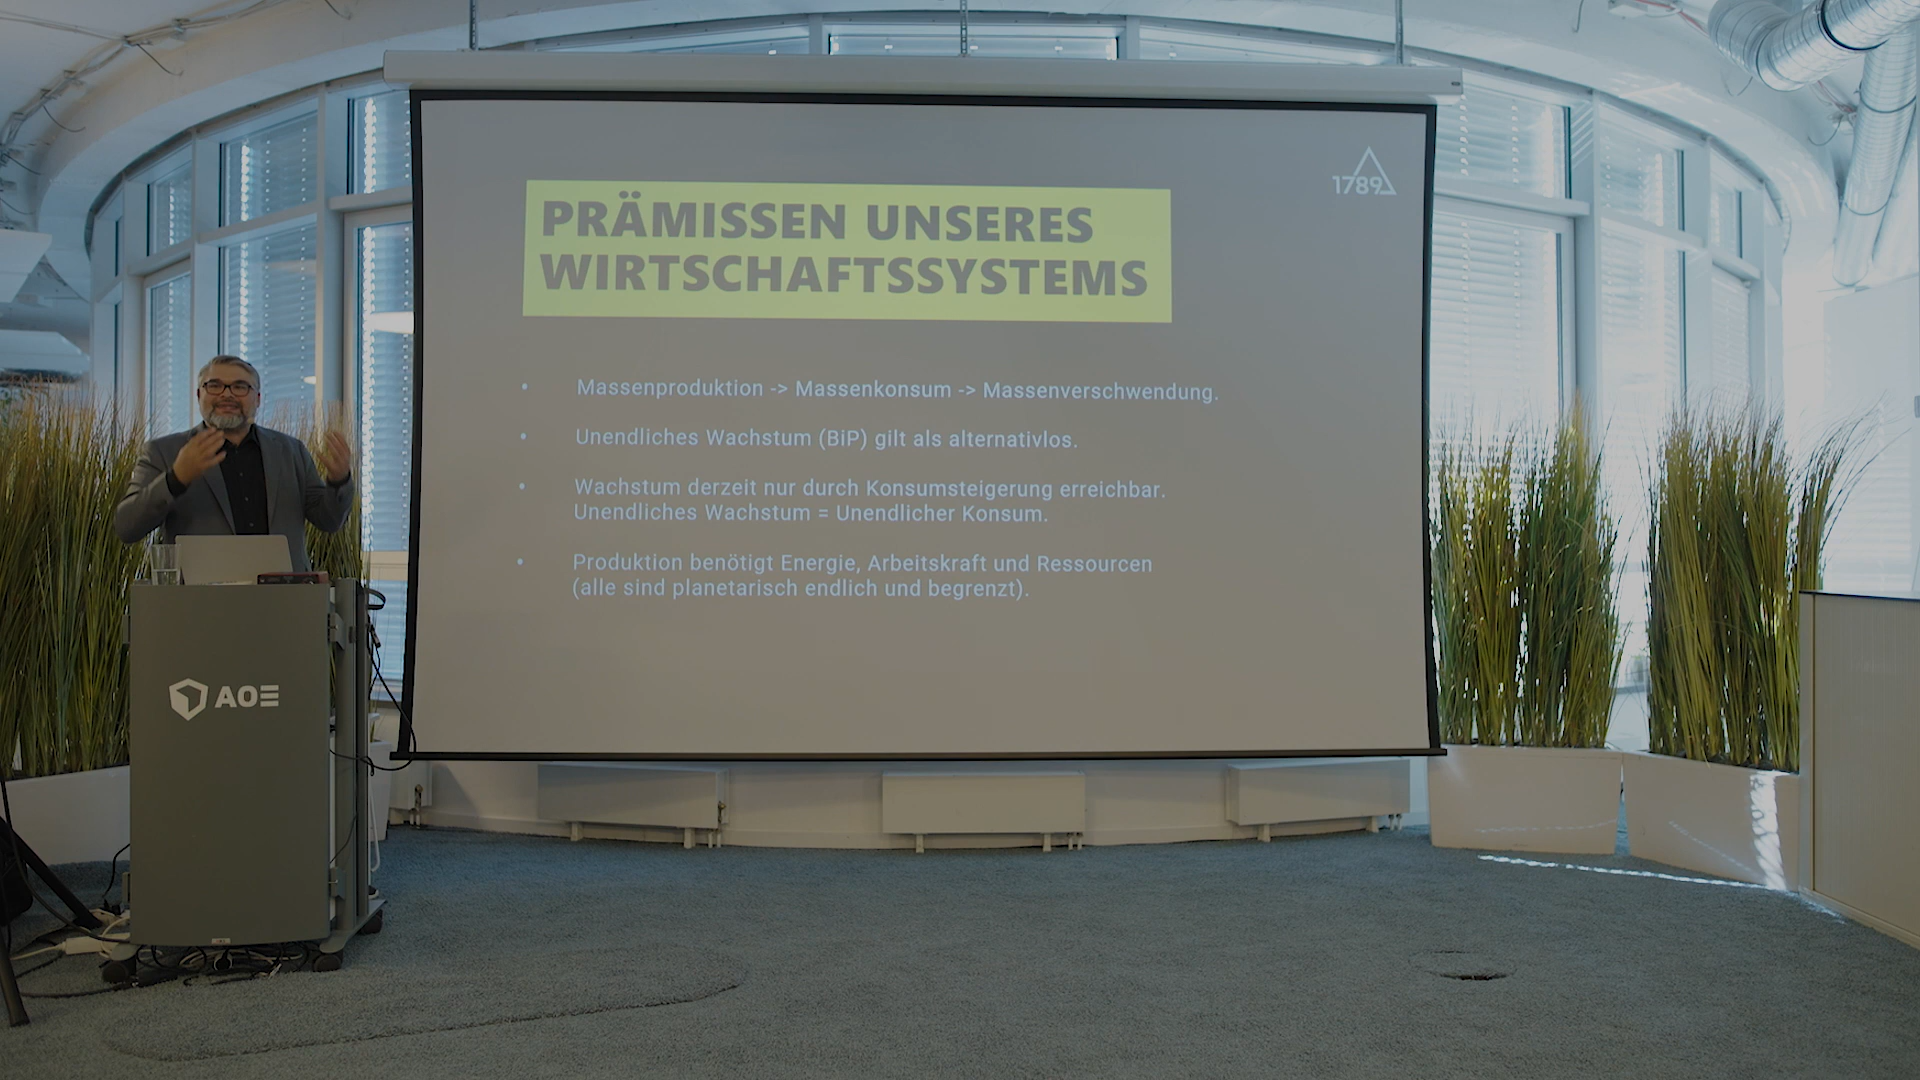 1789
PRÄMISSEN UNSERES
WIRTSCHAFTSSYSTEMS
• Massenproduktion -> Massenkonsum -> Massenverschwendung.
• Unendliches Wachstum (BiP) gilt als alternativlos.
• Wachstum derzeit nur durch Konsumsteigerung erreichbar.
Unendliches Wachstum = Unendlicher Konsum.
• Produktion benötigt Energie, Arbeitskraft und Ressourcen
(alle sind planetarisch endlich und begrenzt).
AOE